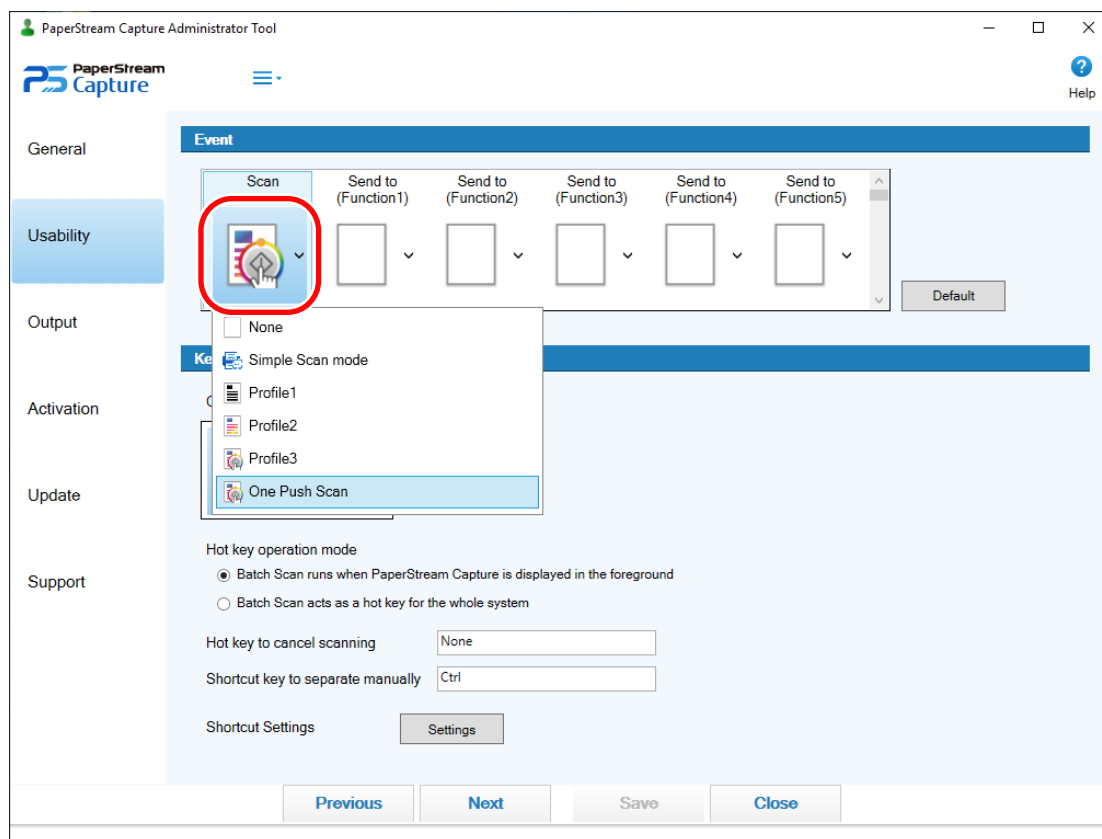 PaperStream Capture Administrator Tool
PaperStream
Capture
Help
General
Usability
Output
Activation
Update
Support
Event
Scan
Send to
(Function1)
Send to
(Function2)
Send to
(Function3)
Send to
(Function4)
Send to
(Function5)
Default
None
Simple Scan mode
Profile1
Profile2
Profile3
One Push Scan
Hot key operation mode
Batch Scan runs when PaperStream Capture is displayed in the foreground
Batch Scan acts as a hot key for the whole system
Hot key to cancel scanning None
Shortcut key to separate manually Ctrl
Shortcut Settings Settings
Previous Next Save Close